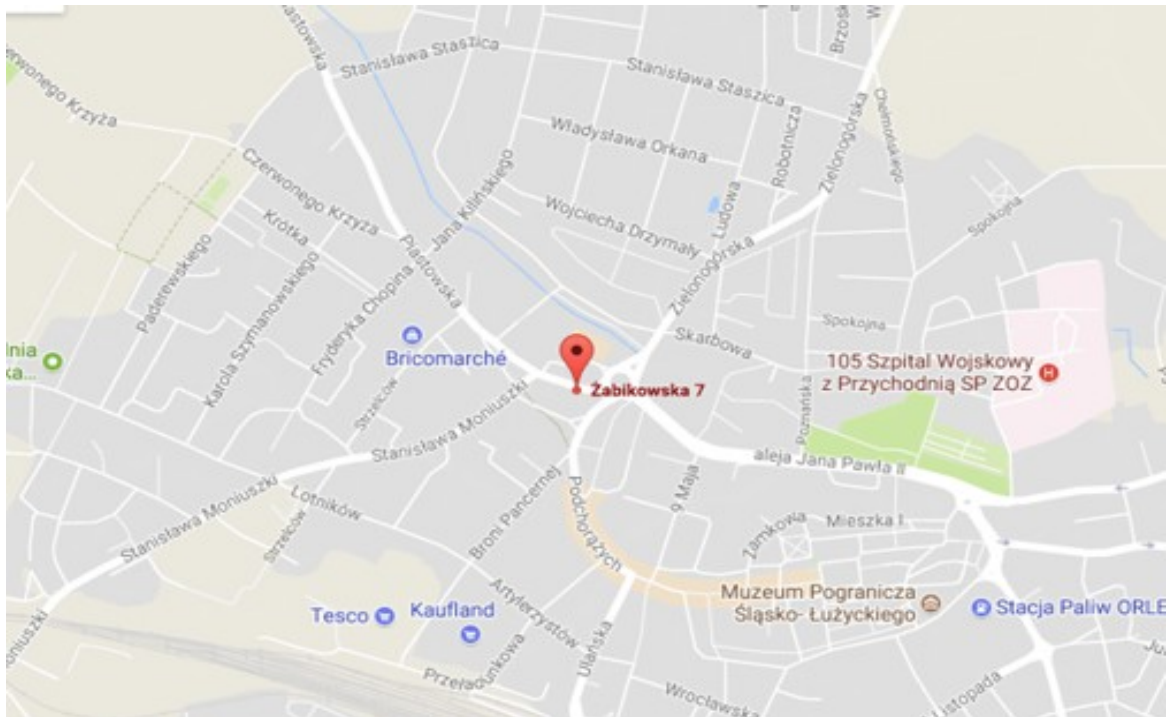 Piastowska
Stanisława Staszica
Stanisława Staszica
Czerwonego Krzyża
Władysława Orkana
Robotnicza
Zielonogórska
Chełmońskiego
Czerwonego Krzyża
Jana Kilińskiego
Ludowa
Wojciecha Drzymały
Spokojna
Krótka
Paderewskiego
Karola Szymanowskiego
Fryderyka Chopina
Piastowska
Zielonogórska
Skarbowa
Spokojna
Bricomarché
105 Szpital Wojskowy
z Przychodnią SP ZOZ
Żabikowska 7
Strzelców
Stanisława Moniuszki
Poznańska
aleja Jana Pawła II
9 Maja
Podchorążych
Broni Pancernej
Lotników
Strzelców
Stanisława Moniuszki
Zamkowa
Mieszka I
Artylerzystów
Muzeum Pogranicza
Śląsko- Łużyckiego
Stacja Paliw ORLE
Tesco
Kaufland
Ułańska
Przeładunkowa
Moniuszki
Wrocławska
Listopada